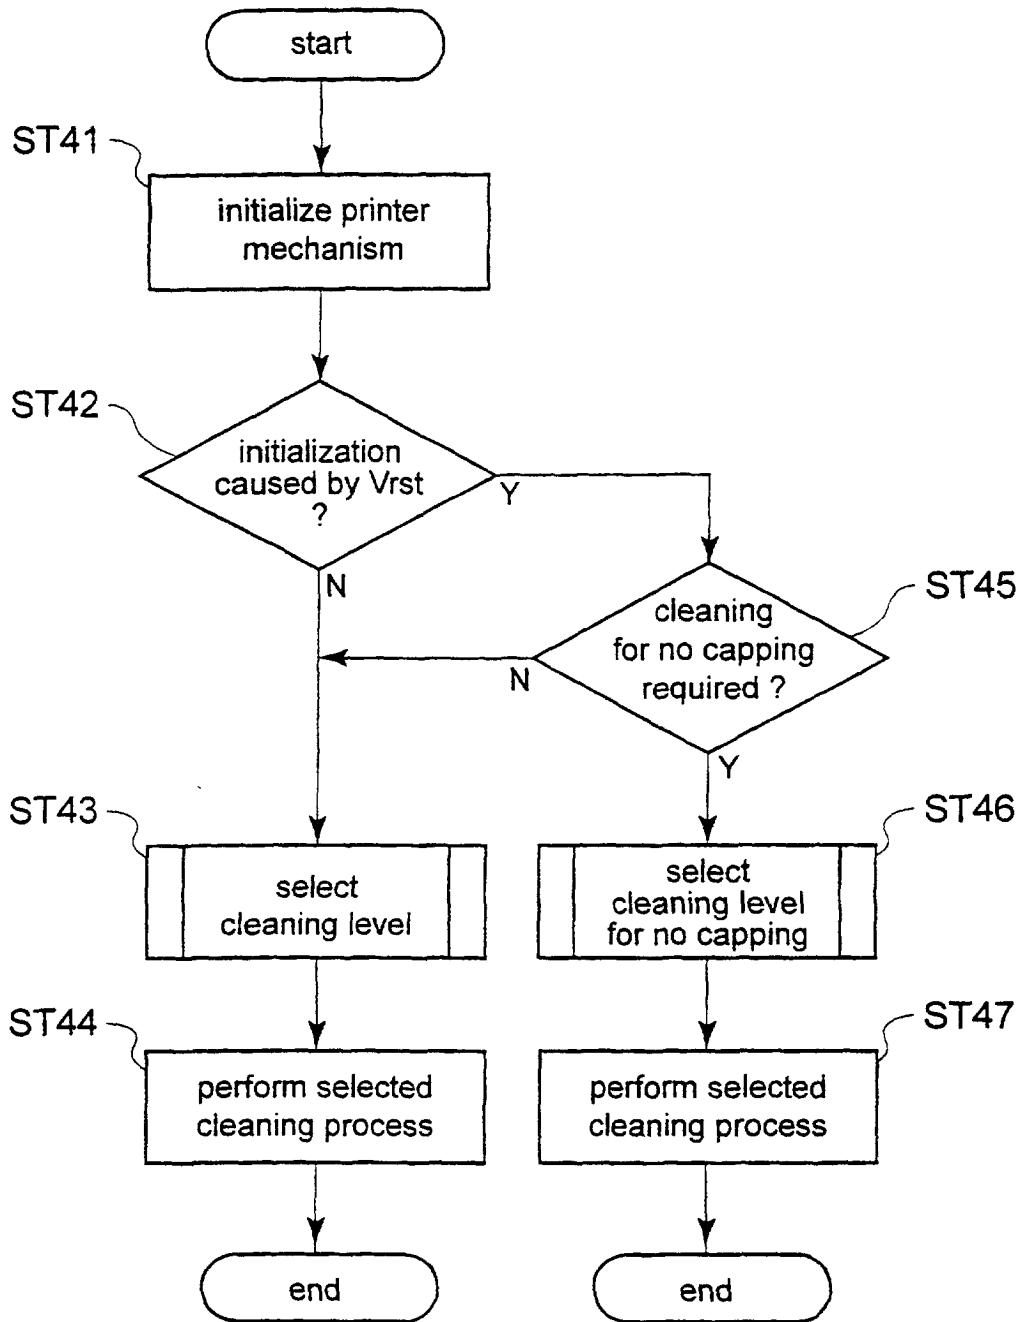 start
ST41
initialize printer
mechanism
ST42
initialization
caused by Vrst
?
Y
N
ST45
cleaning
for no capping
required ?
N
Y
ST43
select
cleaning level
ST46
select
cleaning level
for no capping
ST44
perform selected
cleaning process
ST47
perform selected
cleaning process
end
end